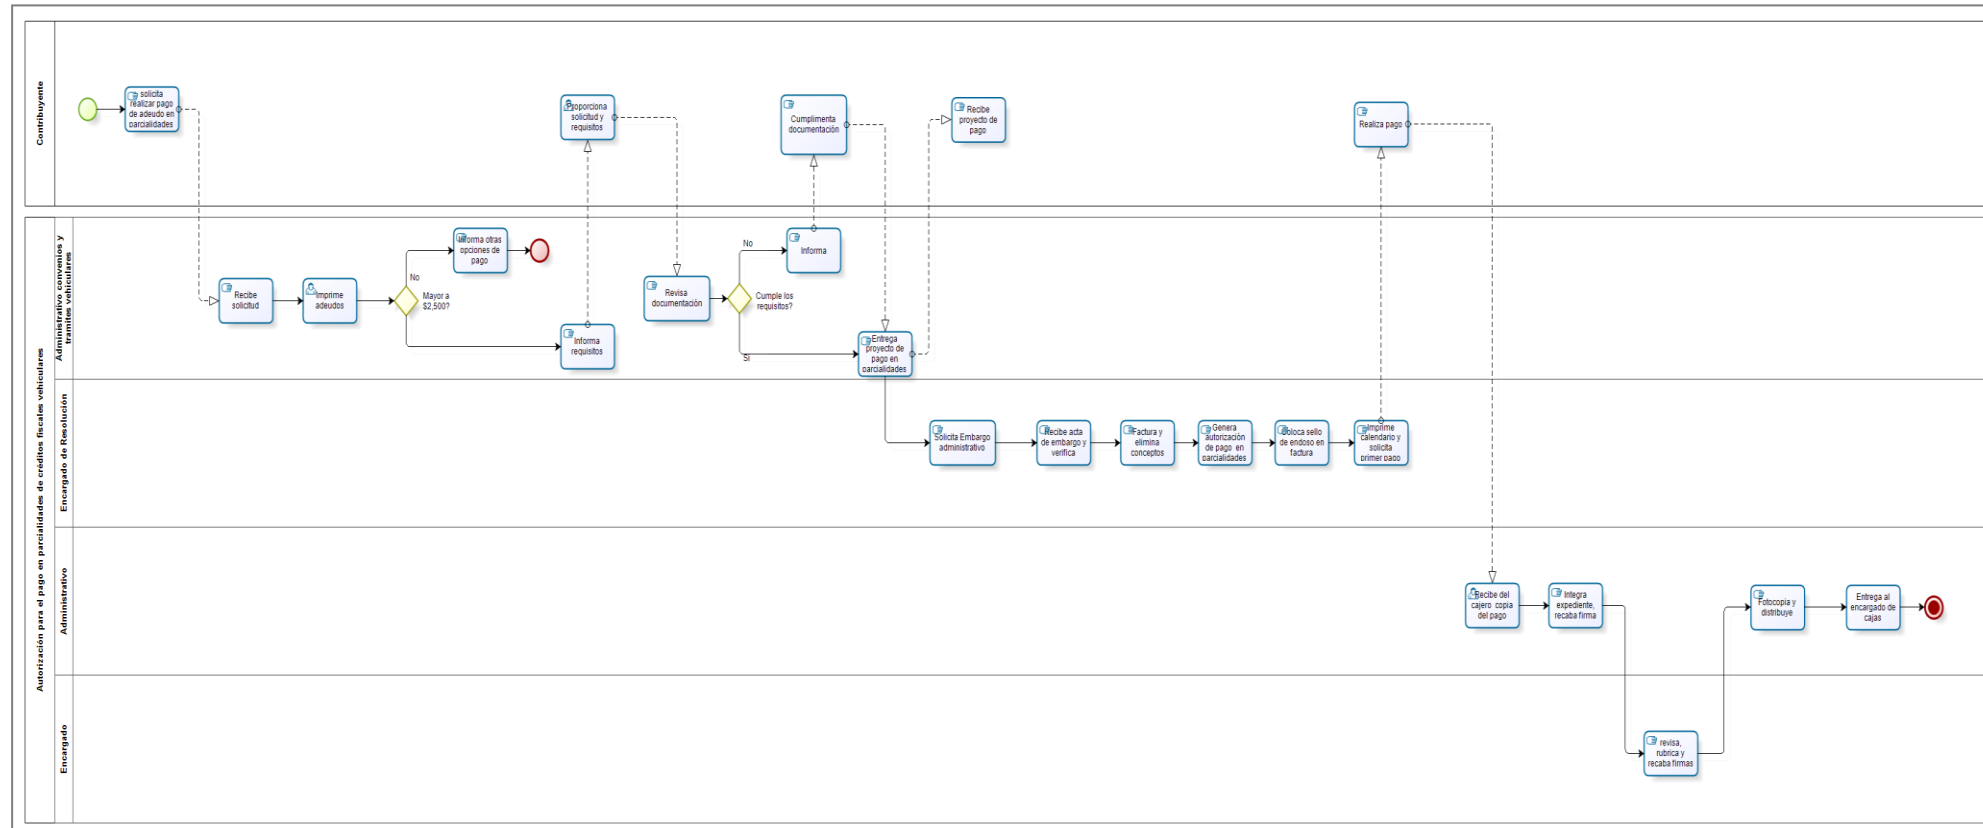 Contribuyente
solicita
realizar pago
de adeudo en
parcialidades
Proporciona
solicitud y
requisitos
Cumplimenta
documentación
Recibe
proyecto de
pago
Realiza pago
Autorización para el pago en parcialidades de créditos fiscales vehiculares
Administrativo convenios y
tramites vehiculares
Recibe
solicitud
Imprime
adeudos
No
Mayor a
$2,500?
Informa otras
opciones de
pago
Informa
requisitos
Revisa
documentación
No
Cumple los
requisitos?
Si
Informa
Entrega
proyecto de
pago en
parcialidades
Encargado de Resolución
Solicita Embargo
administrativo
Recibe acta
de embargo y
verifica
Factura y
elimina
conceptos
Genera
autorización
de pago en
parcialidades
Coloca sello
de endoso en
factura
Imprime
calendario y
solicita
primer pago
Administrativo
Recibe del
cajero copia
del pago
Integra
expediente,
recaba firma
Fotocopia y
distribuye
Entrega al
encargado de
cajas
Encargado
revisa,
rubrica y
recaba firmas